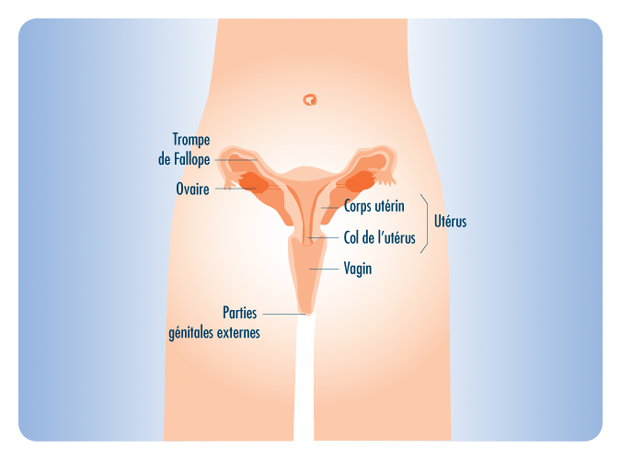 Trompe
de Fallope
Ovaire
Corps utérin
Utérus
Col de l'utérus
Vagin
Parties
génitales externes